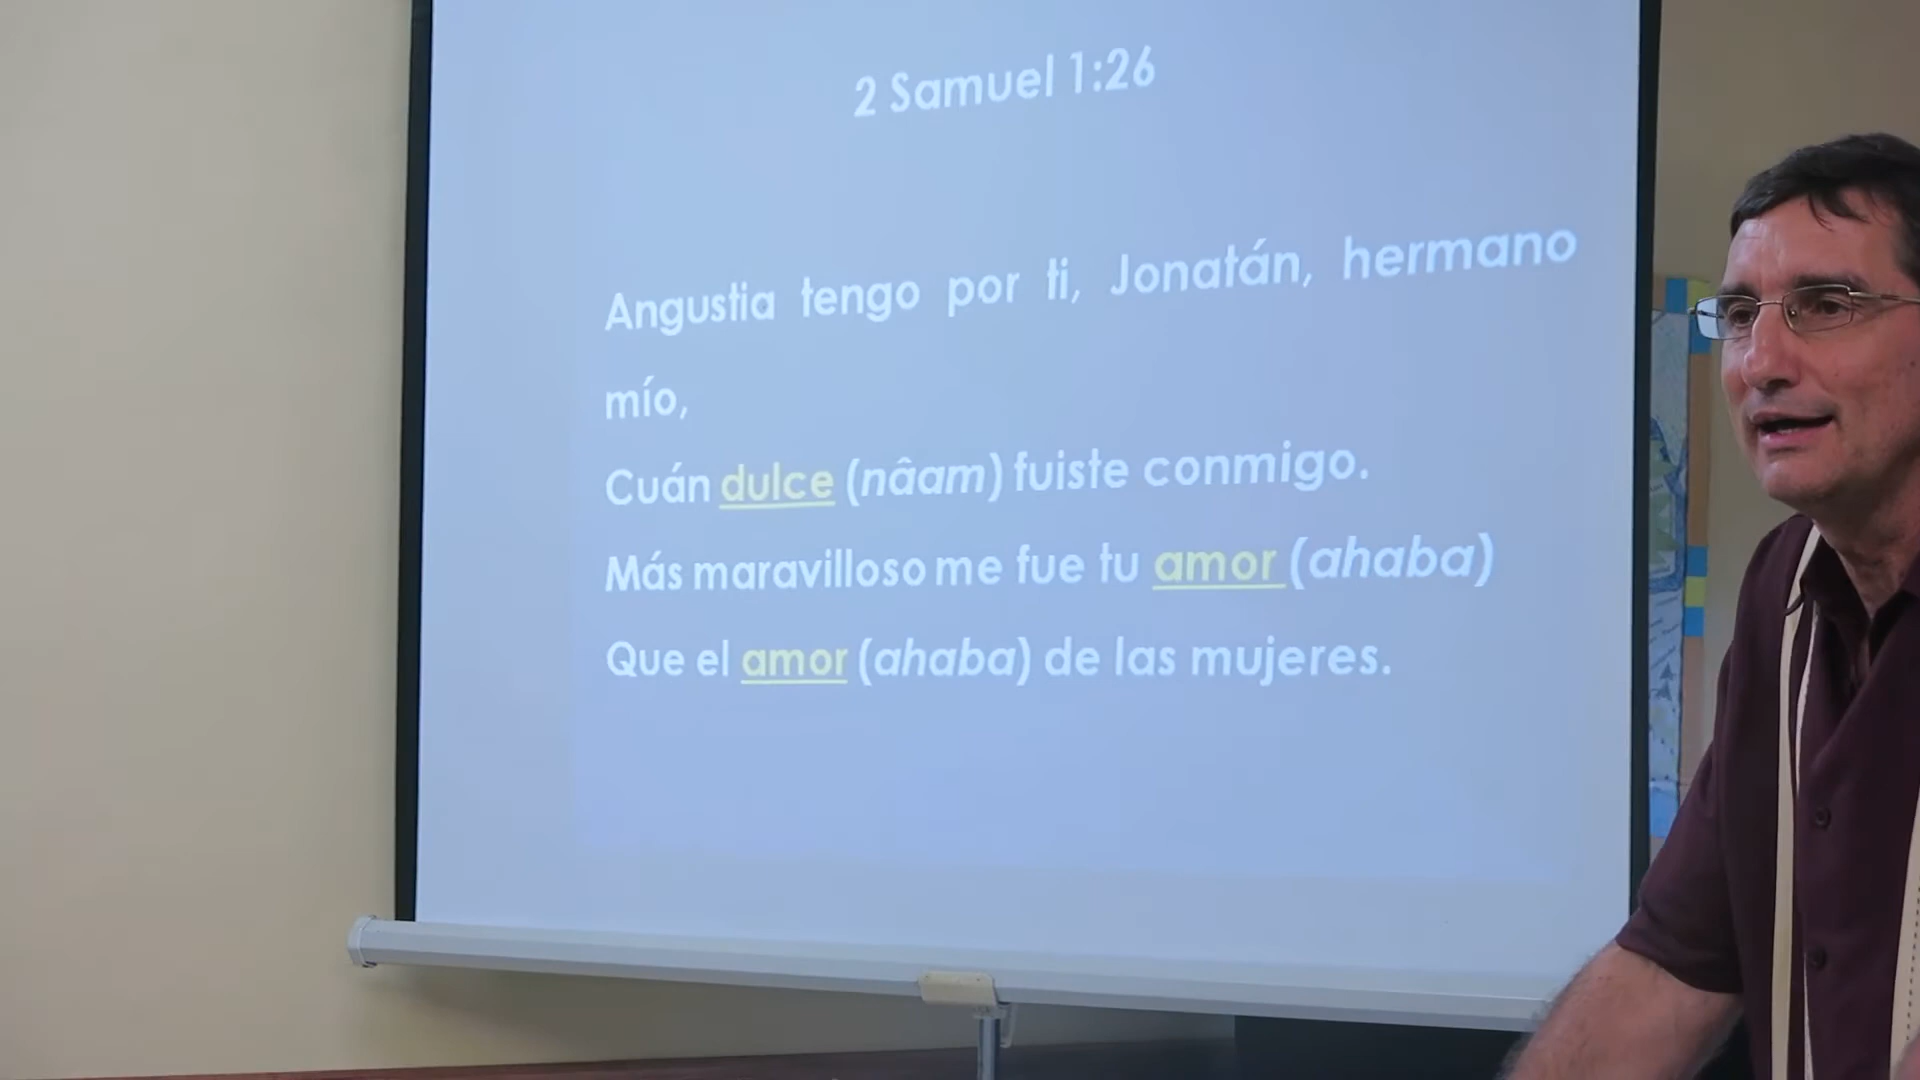 2 Samuel 1:26
Angustia tengo por ti, Jonatán, hermano
mío,
Cuán dulce (nâam) fuiste conmigo.
Más maravilloso me fue tu amor (ahaba)
Que el amor (ahaba) de las mujeres.